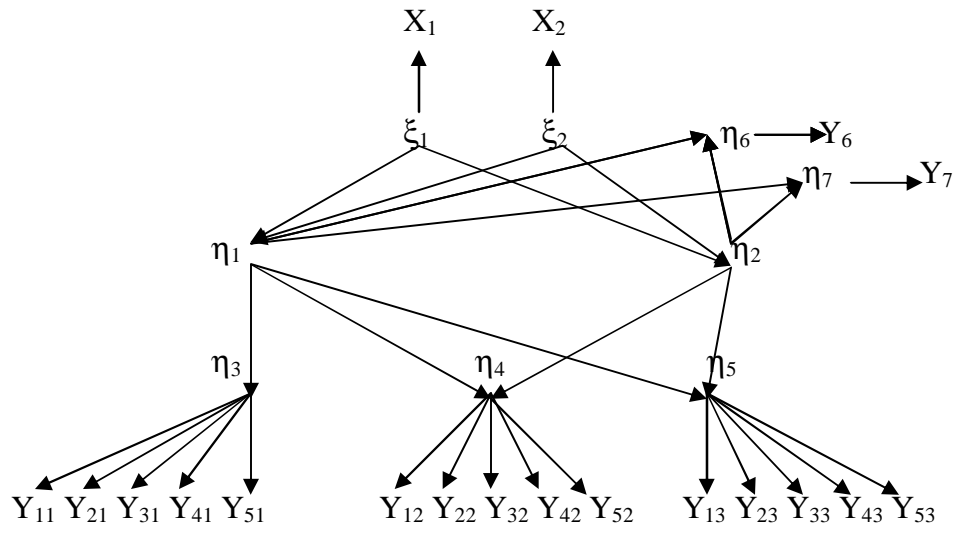 X₁ X₂
ξ₁ ξ₂ η₆ Y₆
η₇ Y₇
η₁ η₂
η₃ η₄ η₅
Y₁₁ Y₂₁ Y₃₁ Y₄₁ Y₅₁ Y₁₂ Y₂₂ Y₃₂ Y₄₂ Y₅₂ Y₁₃ Y₂₃ Y₃₃ Y₄₃ Y₅₃